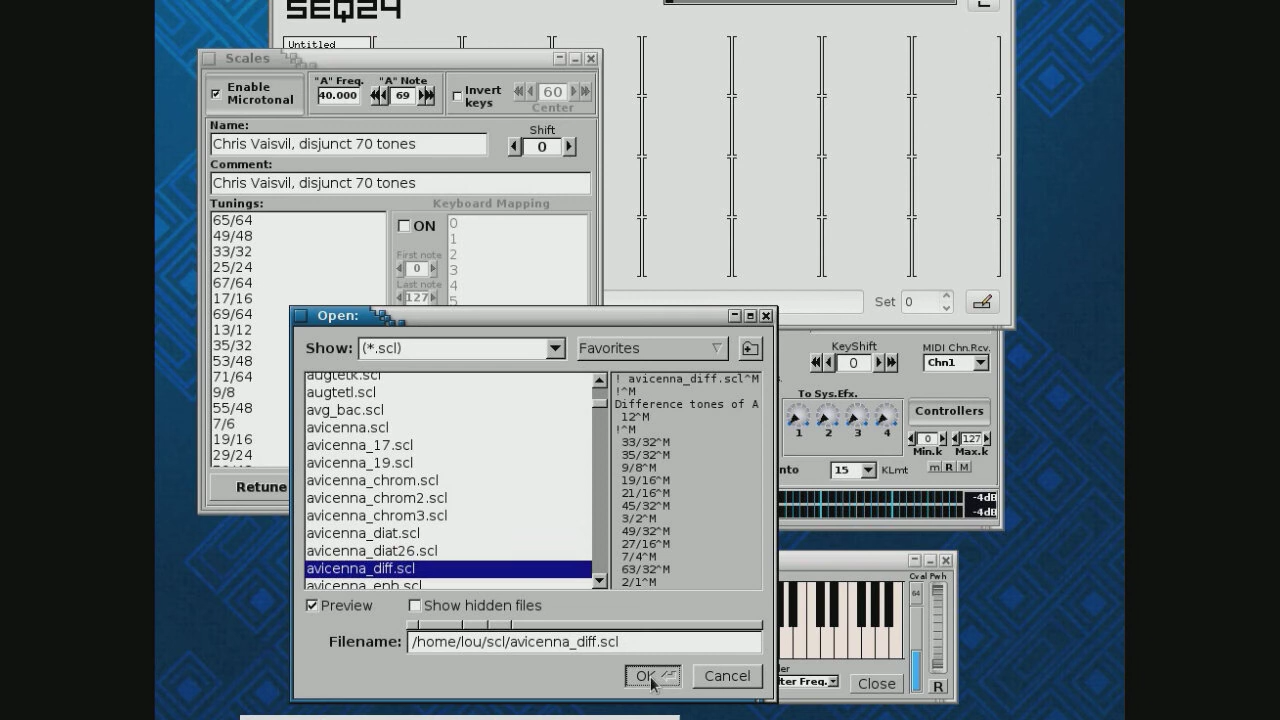 SEQ24
Untitled
Scales
Enable Microtonal
"A" Freq.
40.000
"A" Note
69
Invert keys
60
Center
Name:
Chris Vaisvil, disjunct 70 tones
Shift
0
Comment:
Chris Vaisvil, disjunct 70 tones
Tunings:
65/64
49/48
33/32
25/24
67/64
17/16
69/64
13/12
35/32
53/48
71/64
9/8
55/48
7/6
19/16
29/24
Keyboard Mapping
ON
First note
0
Last note
127
0
1
2
3
4
5
Retune
Set 0
Open:
Show: (*.scl)
Favorites
augtetk.scl
augtetl.scl
avg_bac.scl
avicenna.scl
avicenna_17.scl
avicenna_19.scl
avicenna_chrom.scl
avicenna_chrom2.scl
avicenna_chrom3.scl
avicenna_diat.scl
avicenna_diat26.scl
avicenna_diff.scl
avicenna_enh.scl
! avicenna_diff.scl^M
!^M
Difference tones of A
12^M
!^M
33/32^M
35/32^M
9/8^M
19/16^M
21/16^M
45/32^M
3/2^M
49/32^M
27/16^M
7/4^M
63/32^M
2/1^M
Preview
Show hidden files
Filename: /home/lou/scl/avicenna_diff.scl
OK
Cancel
KeyShift
0
MIDI Chn.Rcv.
Chn1
To Sys.Efx.
1 2 3 4
Controllers
0
127
Min.k
Max.k
15
KLmt
m R M
-4dB
-4dB
Cval Pwh
64
Close
R